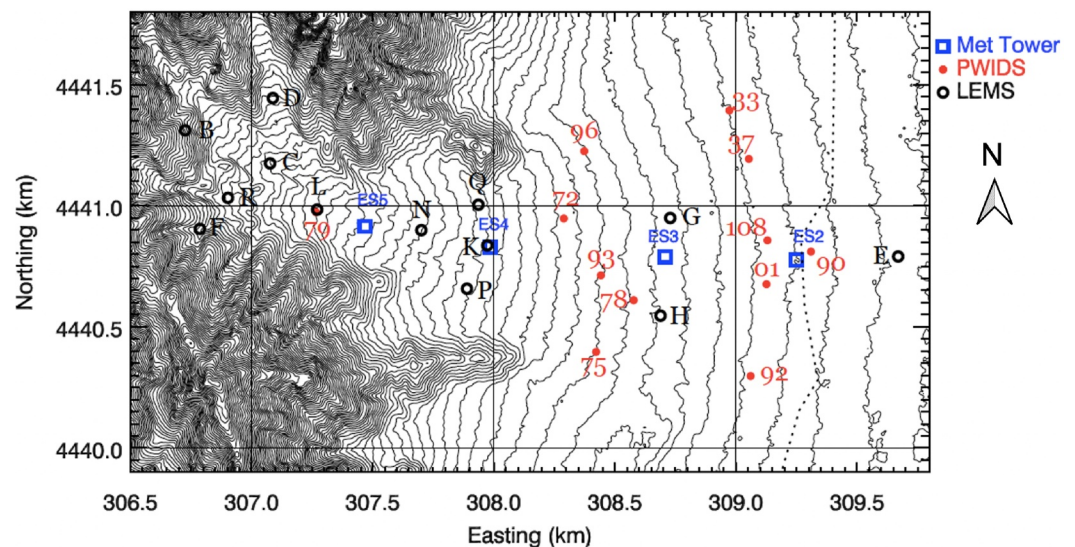 4441.5
4441.0
4440.5
4440.0
Northing (km)
306.5 307.0 307.5 308.0 308.5 309.0 309.5
Easting (km)
Met Tower
PWIDS
LEMS
N
D
B
C
R
F
L
79
ES5
N
Q
ES4
K
P
96
72
93
78
75
G
ES3
H
33
37
108
ES2
90
01
92
E